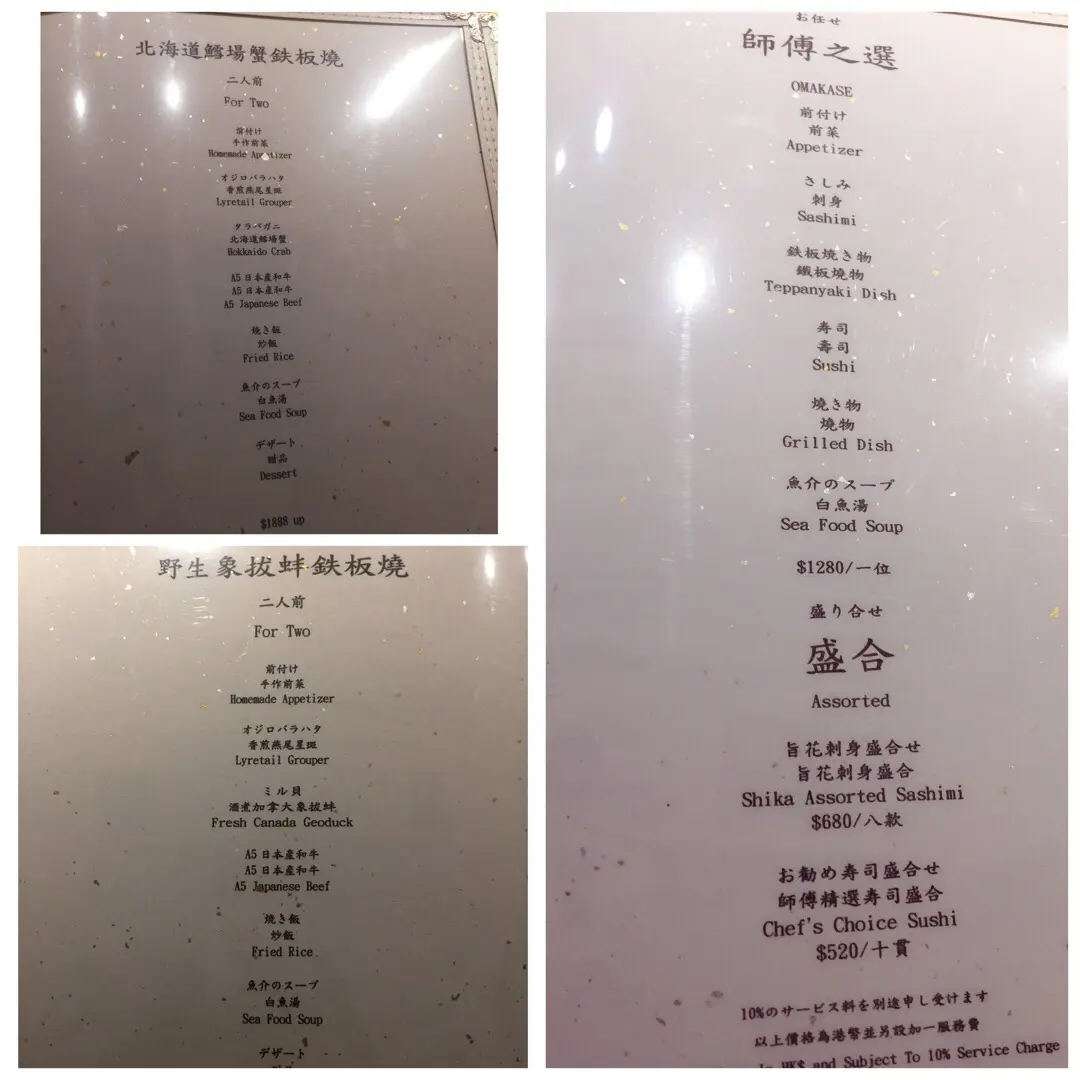 北海道鱈場蟹鉄板燒
二人前
For Two
前付け
手作前菜
Homemade Appetizer
オジロバラハタ
香煎燕尾星斑
Lyretail Grouper
タラバガニ
北海道鱈場蟹
Hokkaido Crab
A5日本産和牛
A5日本産和牛
A5 Japanese Beef
焼き飯
炒飯
Fried Rice
魚介のスープ
白魚湯
Sea Food Soup
デザート
甜品
Dessert
$1888 up
野生象拔蚌鉄板燒
二人前
For Two
前付け
手作前菜
Homemade Appetizer
オジロバラハタ
香煎燕尾星斑
Lyretail Grouper
ミル貝
酒煮加拿大象拔蚌
Fresh Canada Geoduck
A5日本産和牛
A5日本産和牛
A5 Japanese Beef
焼き飯
炒飯
Fried Rice
魚介のスープ
白魚湯
Sea Food Soup
デザート
お任せ
師傅之選
OMAKASE
前付け
前菜
Appetizer
さしみ
刺身
Sashimi
鉄板焼き物
鐵板燒物
Teppanyaki Dish
寿司
壽司
Sushi
燒き物
燒物
Grilled Dish
魚介のスープ
白魚湯
Sea Food Soup
$1280/一位
盛り合せ
盛合
Assorted
旨花刺身盛合せ
旨花刺身盛合
Shika Assorted Sashimi
$680/八款
お勧め寿司盛合せ
師傅精選寿司盛合
Chef's Choice Sushi
$520/十貫
10%のサービス料を別途申し受けます
以上價格為港幣並另設加一服務費
In HK$ and Subject To 10% Service Charge